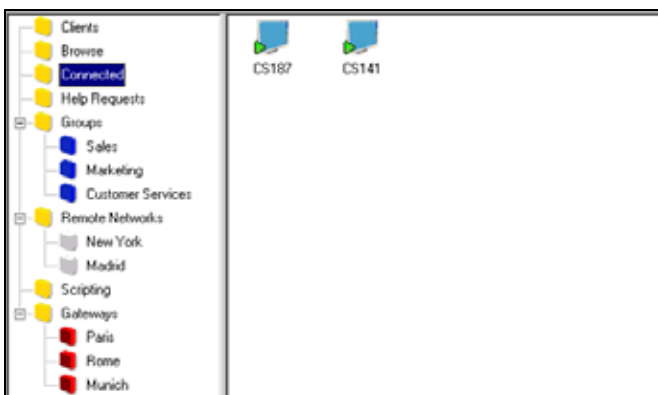 Clients
Browse
Connected
Help Requests
Groups
Sales
Marketing
Customer Services
Remote Networks
New York
Madrid
Scripting
Gateways
Paris
Rome
Munich
CS187
CS141